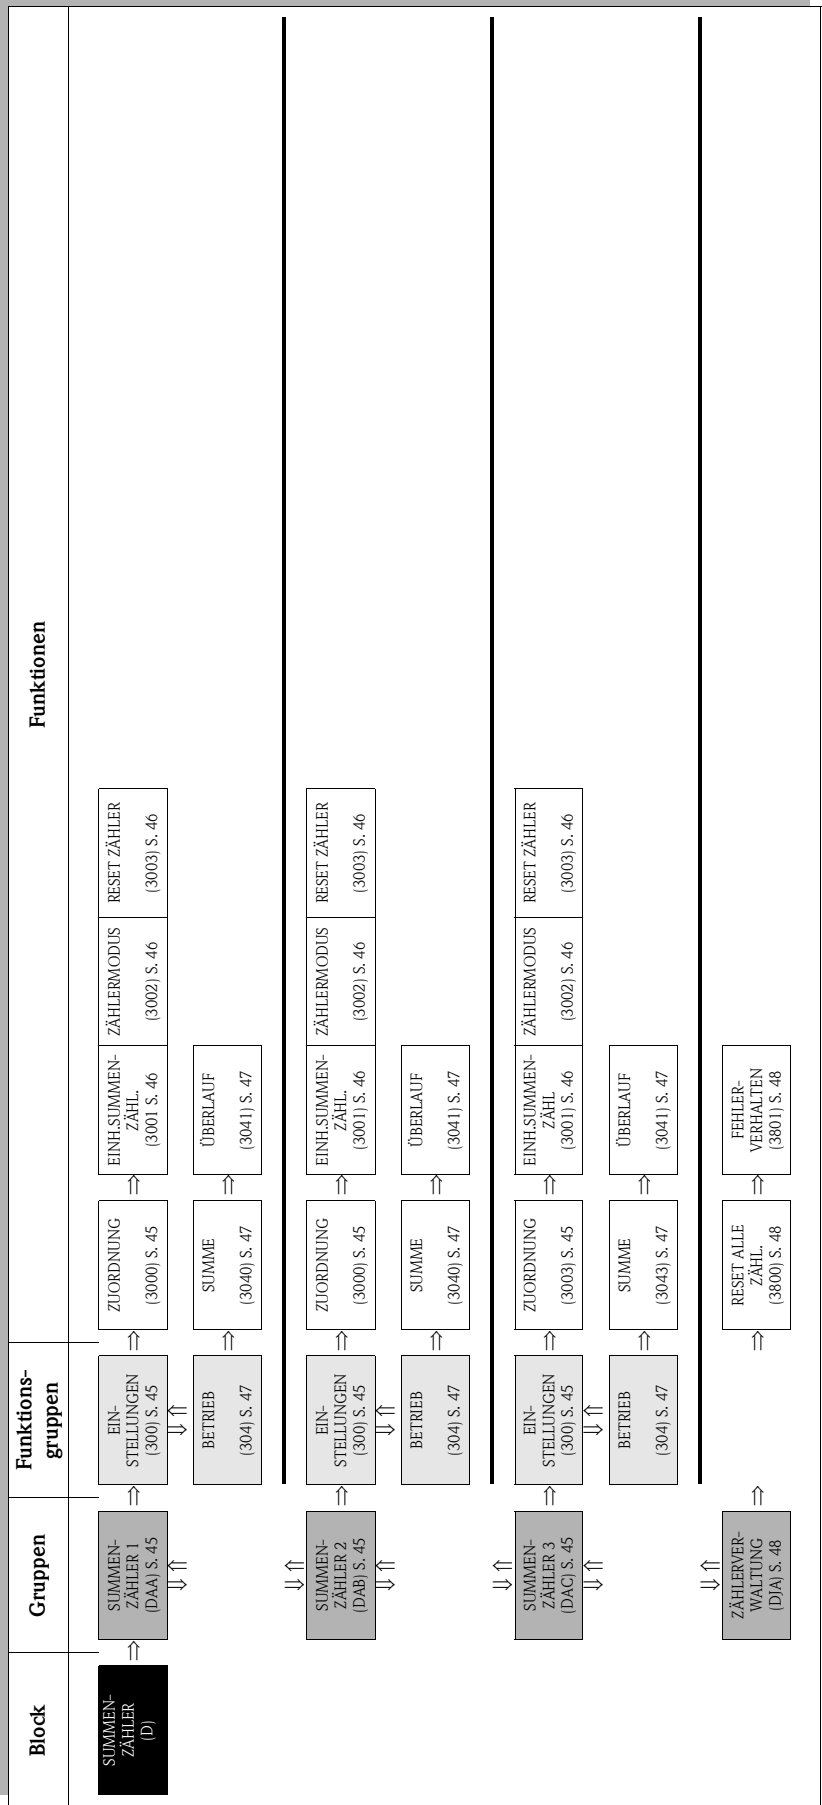 Block
Gruppen
Funktions-
gruppen
Funktionen
SUMMEN-
ZÄHLER
(D)
⇒
SUMMEN-
ZÄHLER 1
(DAA) S. 45
⇒
EIN-
STELLUNGEN
(300) S. 45
⇒
ZUORDNUNG
(3000) S. 45
⇒
EINH.SUMMEN-
ZÄHL.
(3001 S. 46
ZÄHLERMODUS
(3002) S. 46
RESET ZÄHLER
(3003) S. 46
BETRIEB
(304) S. 47
⇒
SUMME
(3040) S. 47
⇒
ÜBERLAUF
(3041) S. 47
SUMMEN-
ZÄHLER 2
(DAB) S. 45
⇒
EIN-
STELLUNGEN
(300) S. 45
⇒
ZUORDNUNG
(3000) S. 45
⇒
EINH.SUMMEN-
ZÄHL.
(3001) S. 46
ZÄHLERMODUS
(3002) S. 46
RESET ZÄHLER
(3003) S. 46
BETRIEB
(304) S. 47
⇒
SUMME
(3040) S. 47
⇒
ÜBERLAUF
(3041) S. 47
SUMMEN-
ZÄHLER 3
(DAC) S. 45
⇒
EIN-
STELLUNGEN
(300) S. 45
⇒
ZUORDNUNG
(3003) S. 45
⇒
EINH.SUMMEN-
ZÄHL
(3001) S. 46
ZÄHLERMODUS
(3002) S. 46
RESET ZÄHLER
(3003) S. 46
BETRIEB
(304) S. 47
⇒
SUMME
(3043) S. 47
⇒
ÜBERLAUF
(3041) S. 47
ZÄHLERVER-
WALTUNG
(DJA) S. 48
⇒
⇒
RESET ALLE
ZÄHL.
(3800) S. 48
⇒
FEHLER-
VERHALTEN
(3801) S. 48